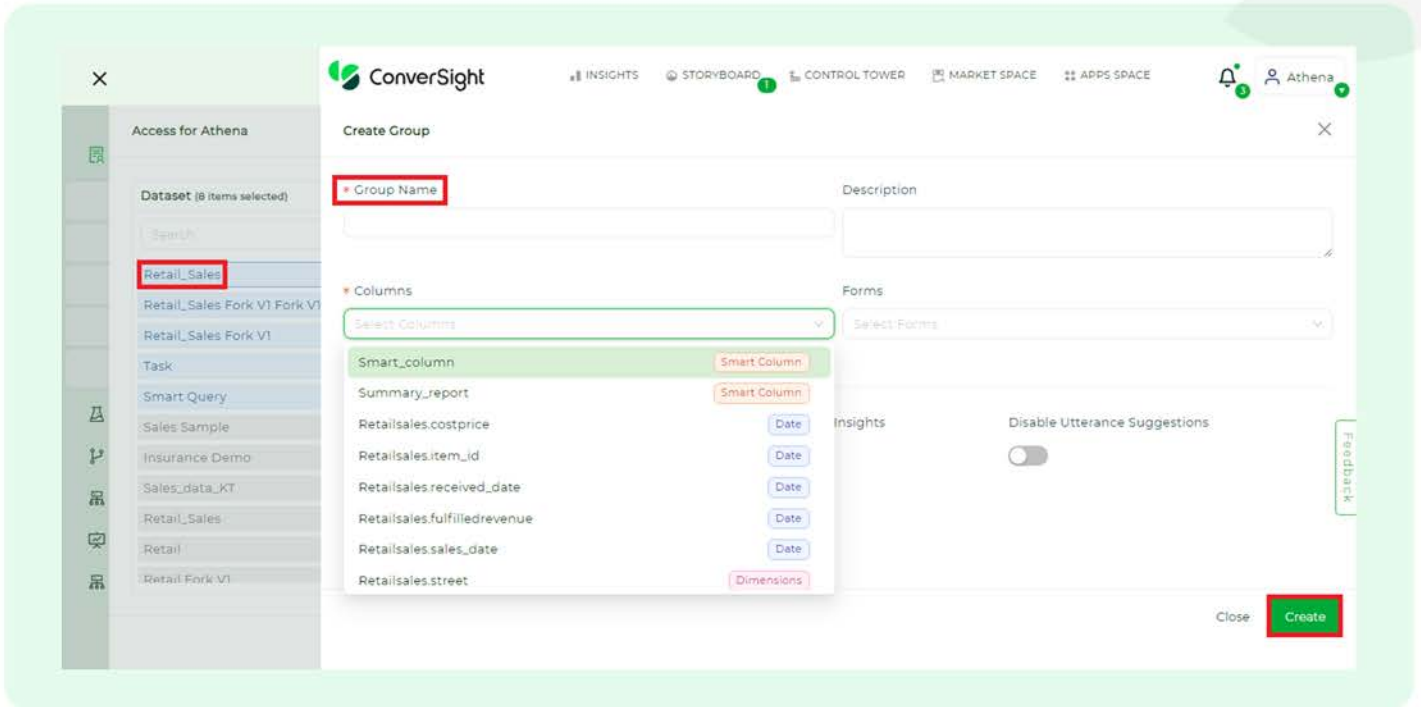 ConverSight
INSIGHTS
STORYBOARD
1
CONTROL TOWER
MARKET SPACE
APPS SPACE
3
Athena
Access for Athena
Create Group
Dataset (8 items selected)
Search
Retail_Sales
Retail_Sales Fork V1 Fork V1
Retail_Sales Fork V1
Task
Smart Query
Sales Sample
Insurance Demo
Sales_data_KT
Retail_Sales
Retail
Retail Fork V1
* Group Name
Description
* Columns
Forms
Select Columns
Select Forms
Smart_column Smart Column
Summary_report Smart Column
Retailsales.costprice Date
Retailsales.item_id Date
Retailsales.received_date Date
Retailsales.fulfilledrevenue Date
Retailsales.sales_date Date
Retailsales.street Dimensions
Insights
Disable Utterance Suggestions
Feedback
Close
Create